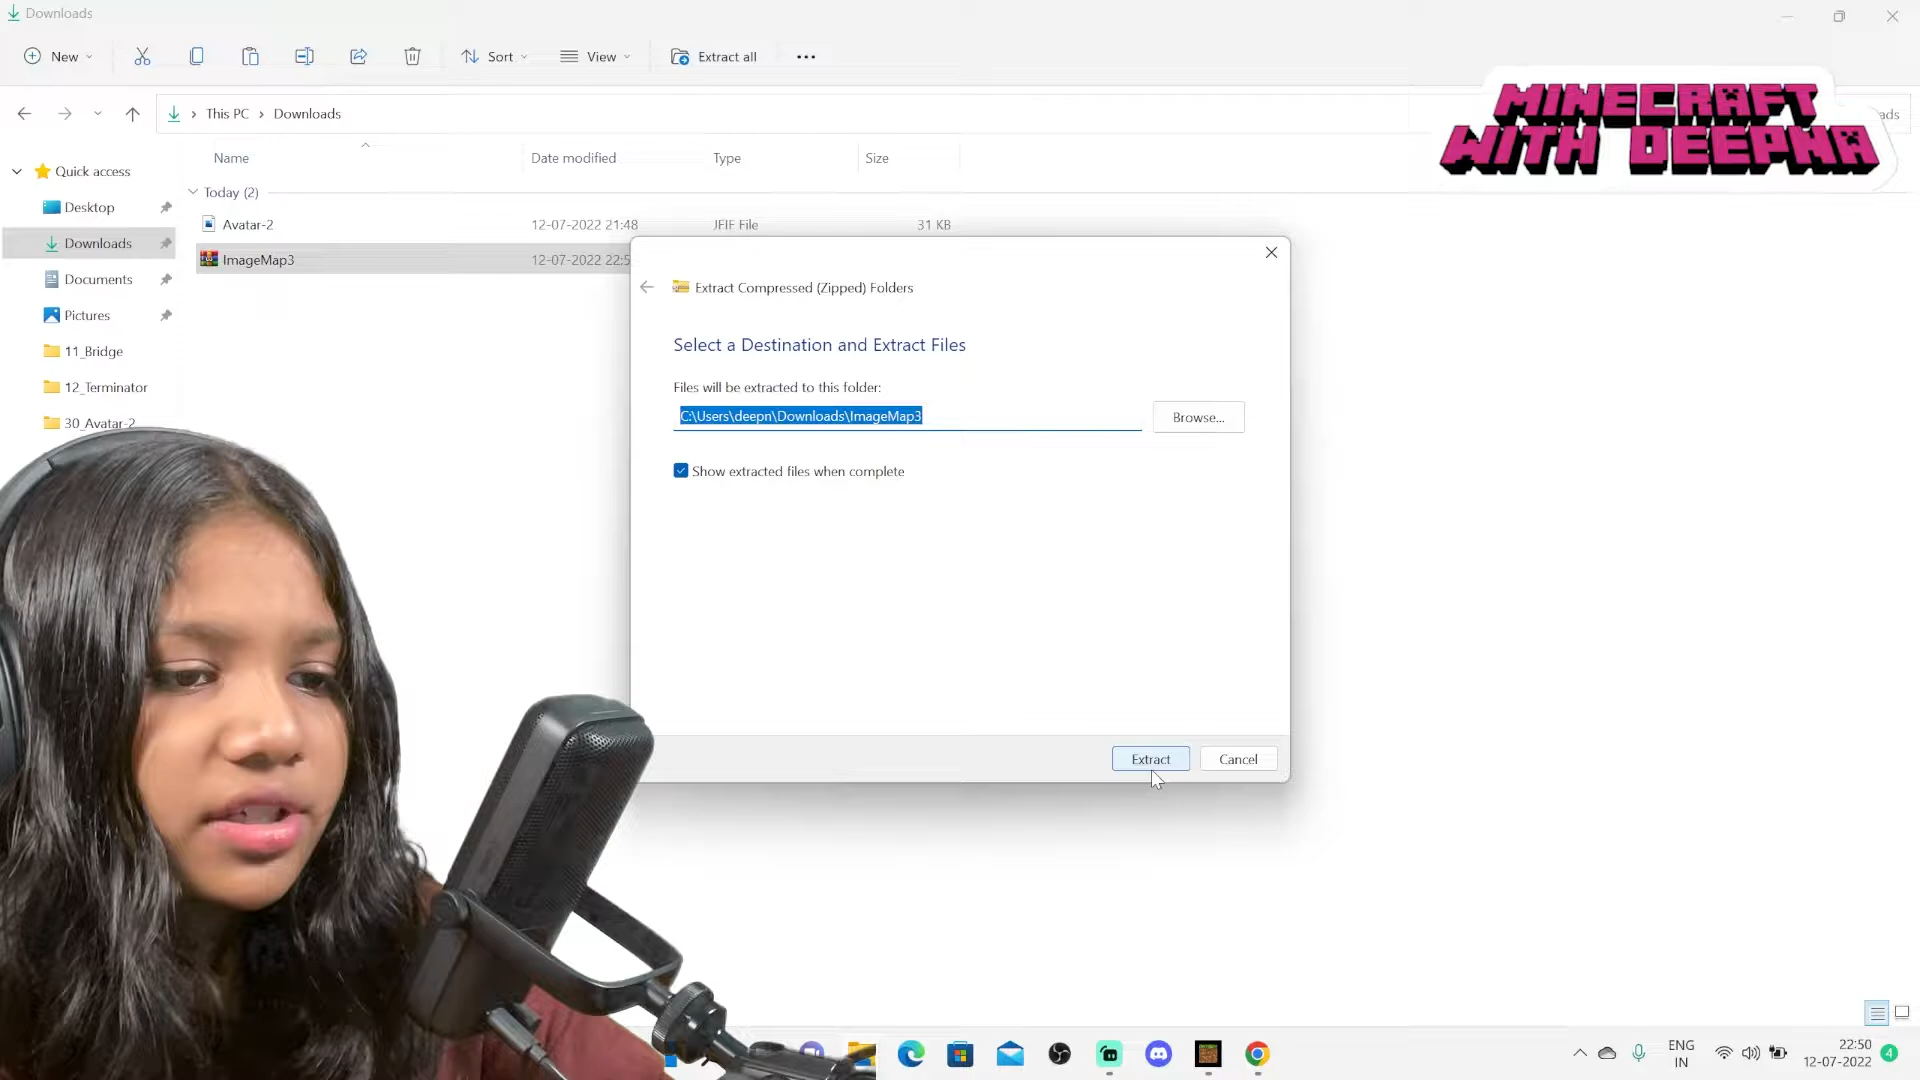 Downloads
New
Sort
View
Extract all
This PC
Downloads
ads
MINECRAFT
WITH DEEPNA
Name
Date modified
Type
Size
Quick access
Today (2)
Desktop
Avatar-2 12-07-2022 21:48 JFIF File 31 KB
Downloads
ImageMap3 12-07-2022 22:5
Documents
Pictures
11_Bridge
12_Terminator
30_Avatar-2
Extract Compressed (Zipped) Folders
Select a Destination and Extract Files
Files will be extracted to this folder:
C:\Users\deepn\Downloads\ImageMap3
Browse...
Show extracted files when complete
Extract
Cancel
ENG
IN
22:50
12-07-2022
4